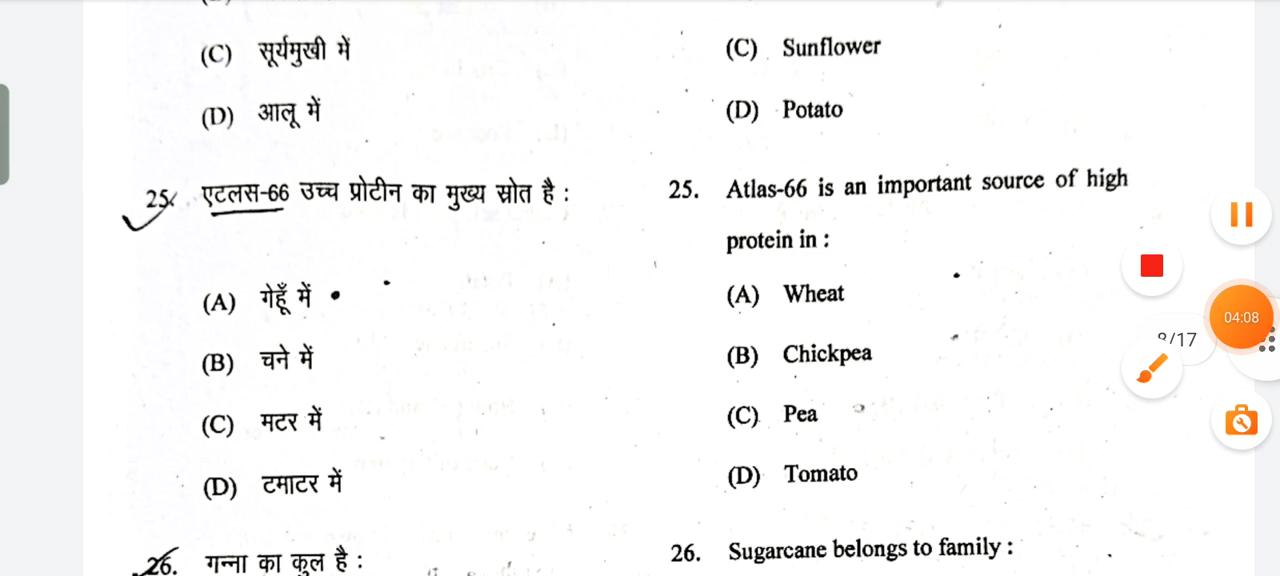 (C) सूर्यमुखी में
(D) आलू में
25. एटलस-66 उच्च प्रोटीन का मुख्य स्रोत है :
(A) गेहूँ में
(B) चने में
(C) मटर में
(D) टमाटर में
26. गन्ना का कुल है :
(C) Sunflower
(D) Potato
25. Atlas-66 is an important source of high
protein in :
(A) Wheat
(B) Chickpea
(C) Pea
(D) Tomato
26. Sugarcane belongs to family :
04:08
/17